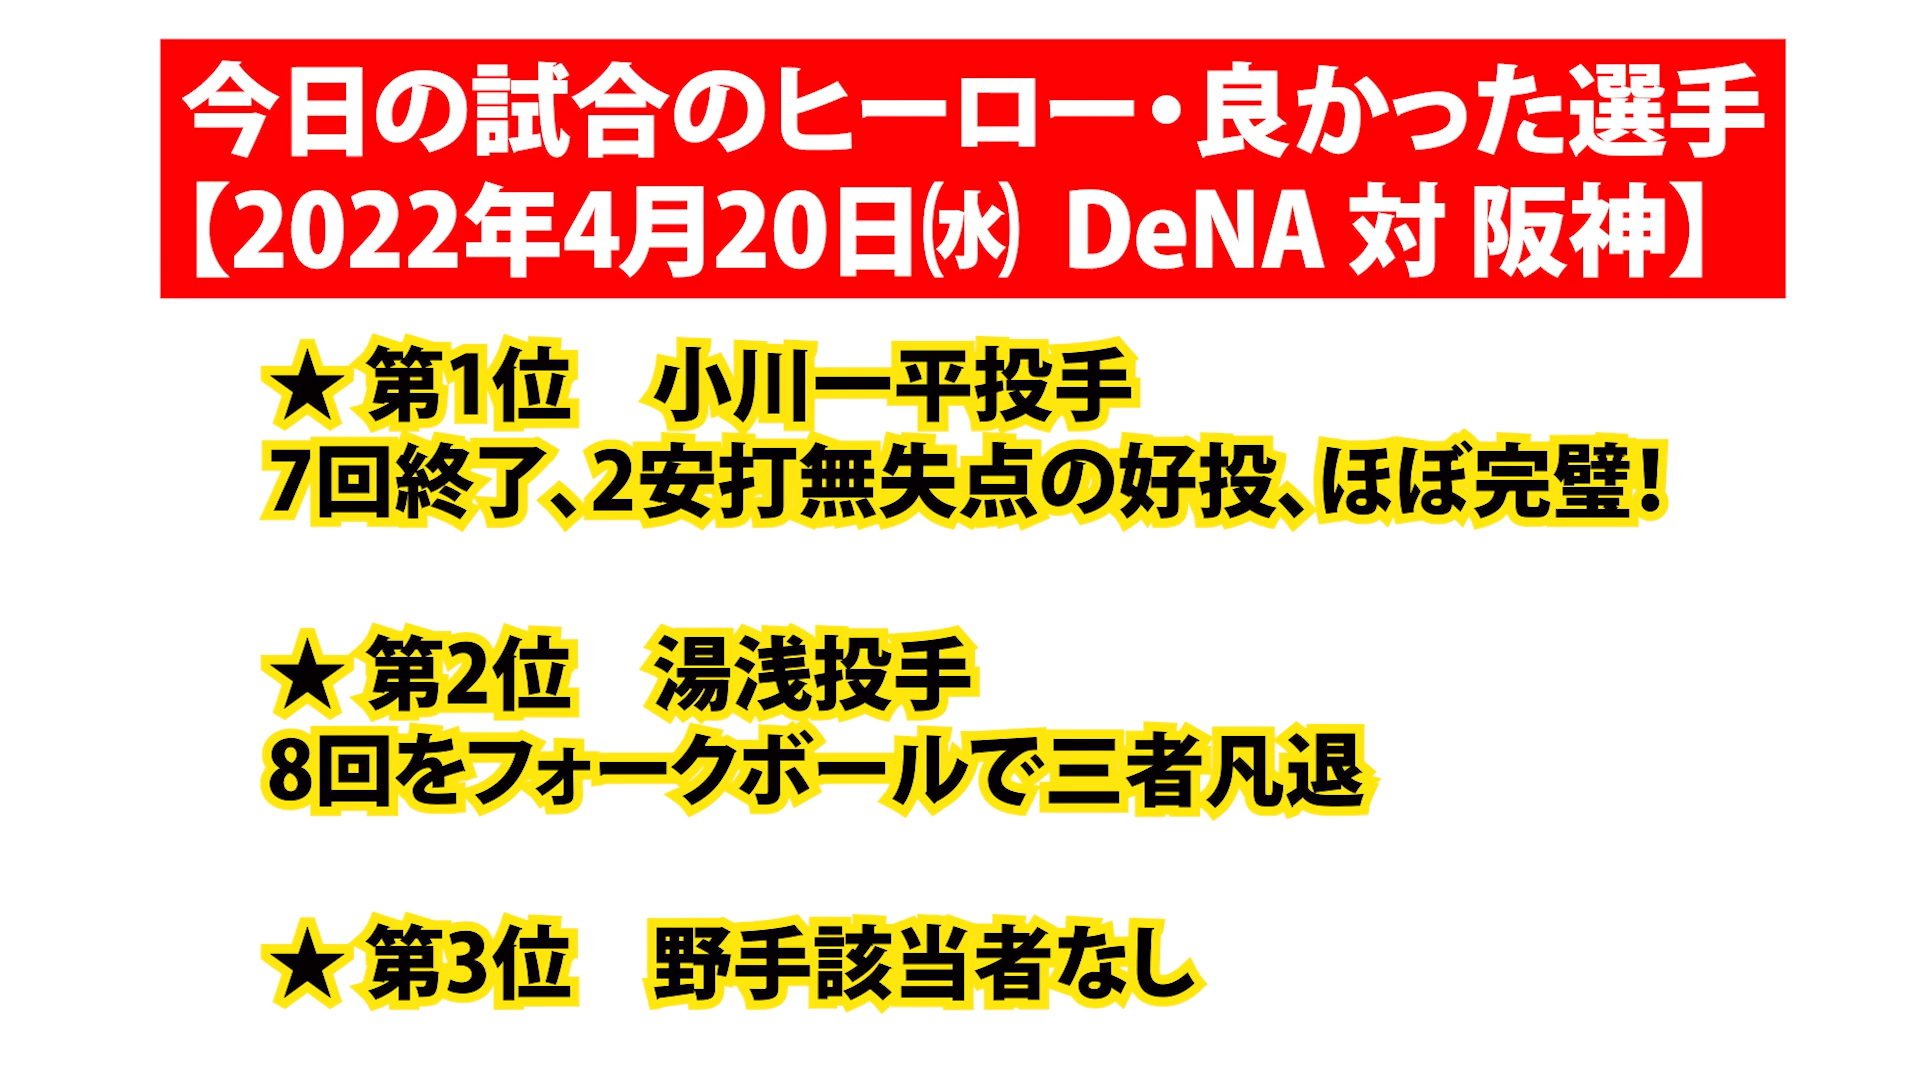 今日の試合のヒーロー・良かった選手
【2022年4月20日㈬ DeNA 対 阪神】
★ 第1位　小川一平投手
7回終了、2安打無失点の好投、ほぼ完璧！
★ 第2位　湯浅投手
8回をフォークボールで三者凡退
★ 第3位　野手該当者なし